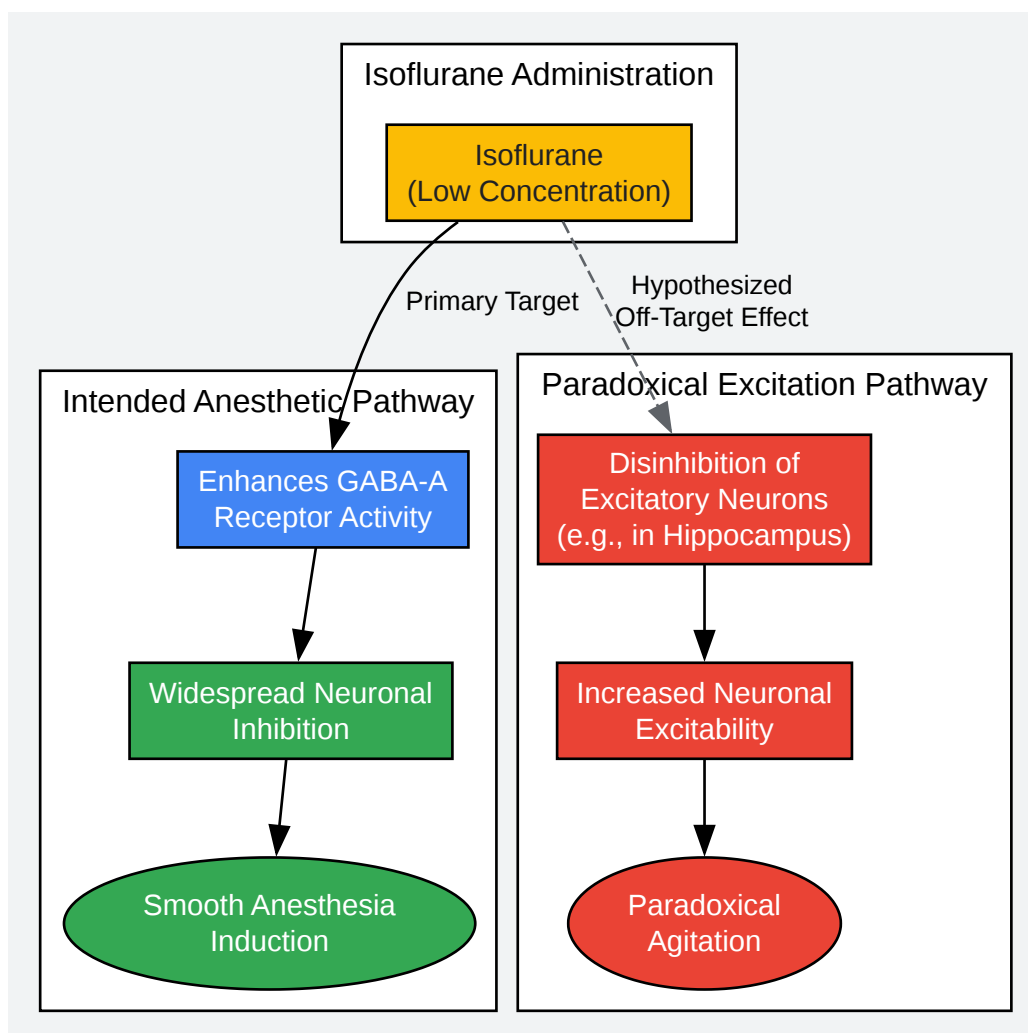 Isoflurane Administration
Isoflurane
(Low Concentration)
Primary Target
Hypothesized
Off-Target Effect
Intended Anesthetic Pathway
Enhances GABA-A
Receptor Activity
Widespread Neuronal
Inhibition
Smooth Anesthesia
Induction
Paradoxical Excitation Pathway
Disinhibition of
Excitatory Neurons
(e.g., in Hippocampus)
Increased Neuronal
Excitability
Paradoxical
Agitation